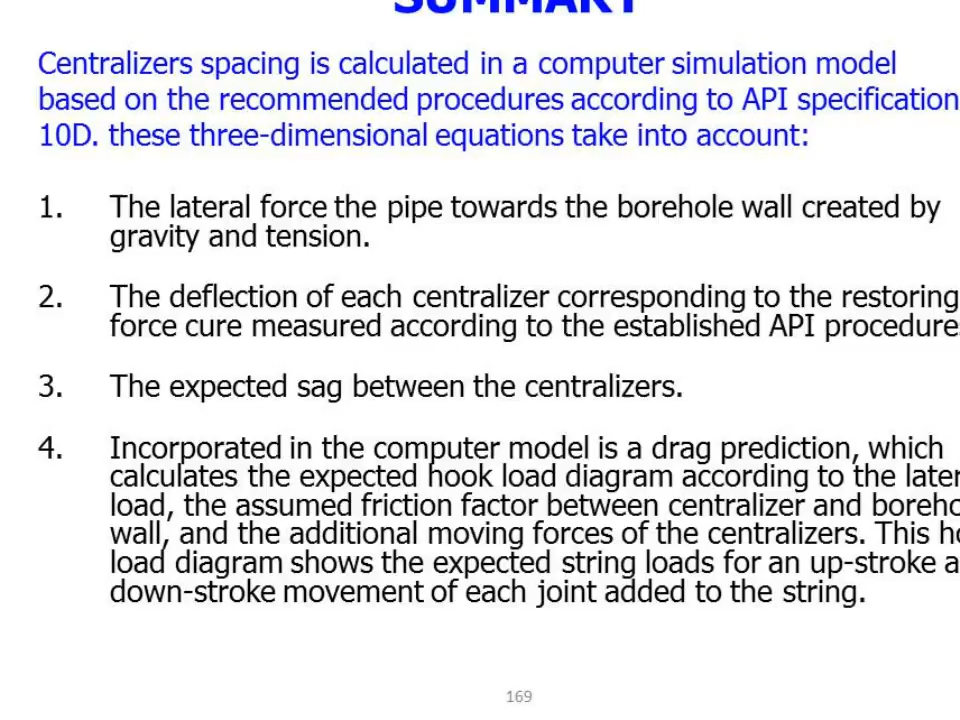 SUMMARY
Centralizers spacing is calculated in a computer simulation model
based on the recommended procedures according to API specification
10D. these three-dimensional equations take into account:
1. The lateral force the pipe towards the borehole wall created by
gravity and tension.
2. The deflection of each centralizer corresponding to the restoring
force cure measured according to the established API procedure
3. The expected sag between the centralizers.
4. Incorporated in the computer model is a drag prediction, which
calculates the expected hook load diagram according to the later
load, the assumed friction factor between centralizer and boreho
wall, and the additional moving forces of the centralizers. This ho
load diagram shows the expected string loads for an up-stroke a
down-stroke movement of each joint added to the string.
169